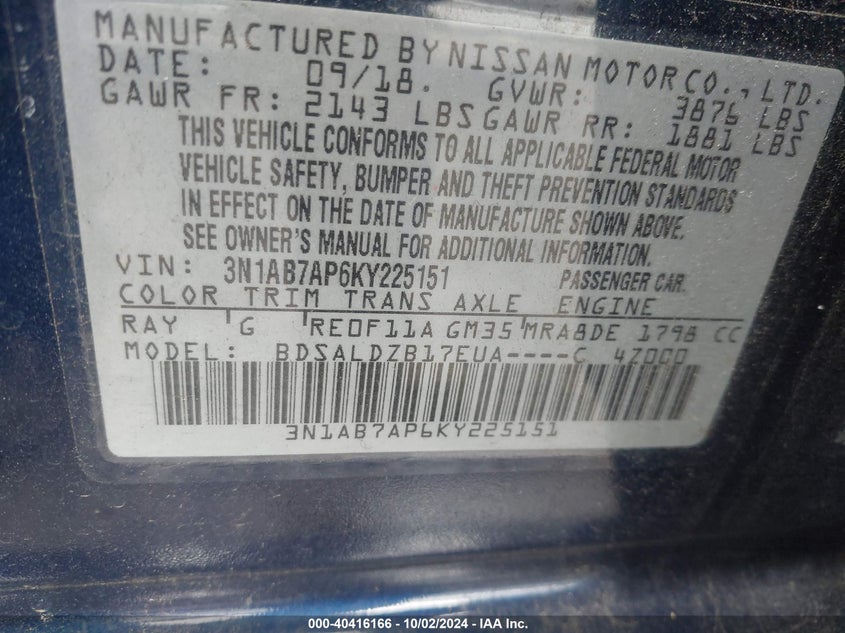 MANUFACTURED BY NISSAN MOTOR CO., LTD.
DATE: 09/18. GVWR: 3876 LBS
GAWR FR: 2143 LBS GAWR RR: 1881 LBS
THIS VEHICLE CONFORMS TO ALL APPLICABLE FEDERAL MOTOR
VEHICLE SAFETY, BUMPER AND THEFT PREVENTION STANDARDS
IN EFFECT ON THE DATE OF MANUFACTURE SHOWN ABOVE.
SEE OWNER'S MANUAL FOR ADDITIONAL INFORMATION.
VIN: 3N1AB7AP6KY225151 PASSENGER CAR.
COLOR TRIM TRANS AXLE ENGINE
RAY G RE0F11A GM35 MRA8DE 1798 CC
MODEL: BDSALDZB17EUA----C 4Z000
3N1AB7AP6KY225151
000-40416166 - 10/02/2024 - IAA Inc.